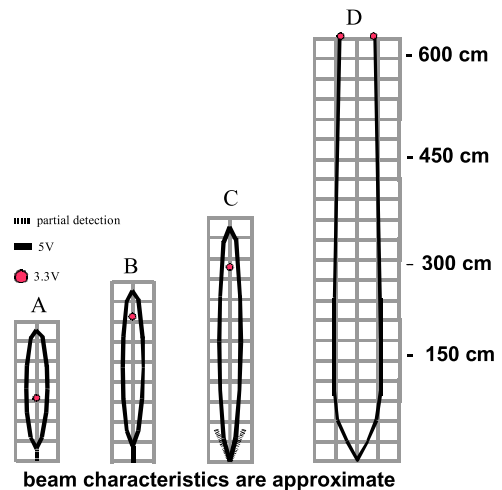 D
- 600 cm
- 450 cm
C
partial detection
5V
B
- 300 cm
3.3V
A
- 150 cm
beam characteristics are approximate